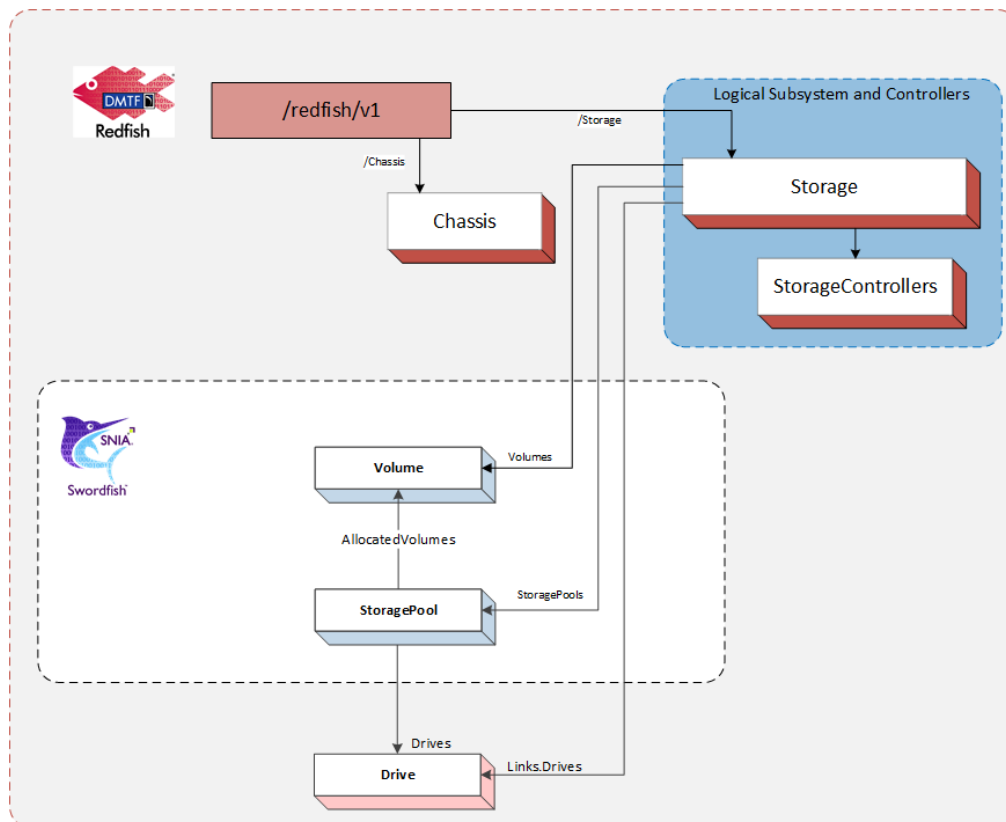 DMTF
Redfish
/redfish/v1
/Storage
/Chassis
Chassis
Logical Subsystem and Controllers
Storage
StorageControllers
SNIA
Swordfish
Volume
Volumes
AllocatedVolumes
StoragePool
StoragePools
Drives
Drive
Links.Drives